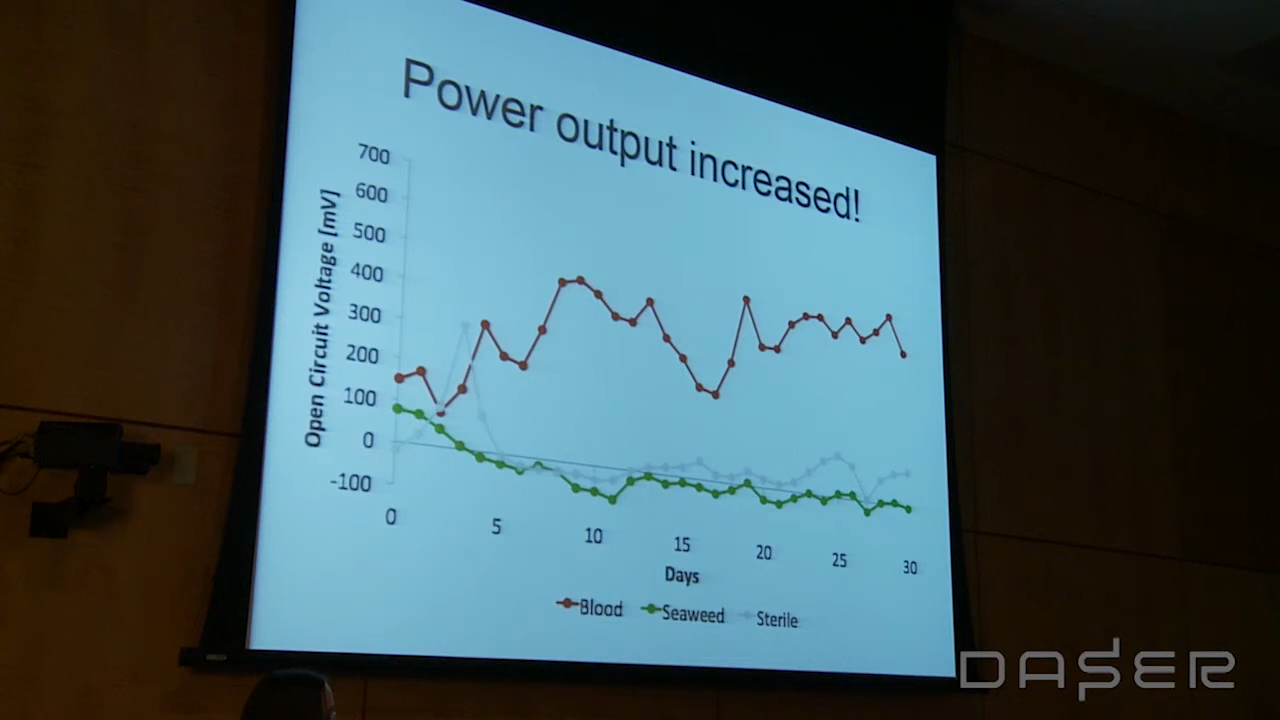 Power output increased!
Open Circuit Voltage [mV]
700
600
500
400
300
200
100
0
-100
0 5 10 15 20 25 30
Days
Blood Seaweed Sterile
DASER